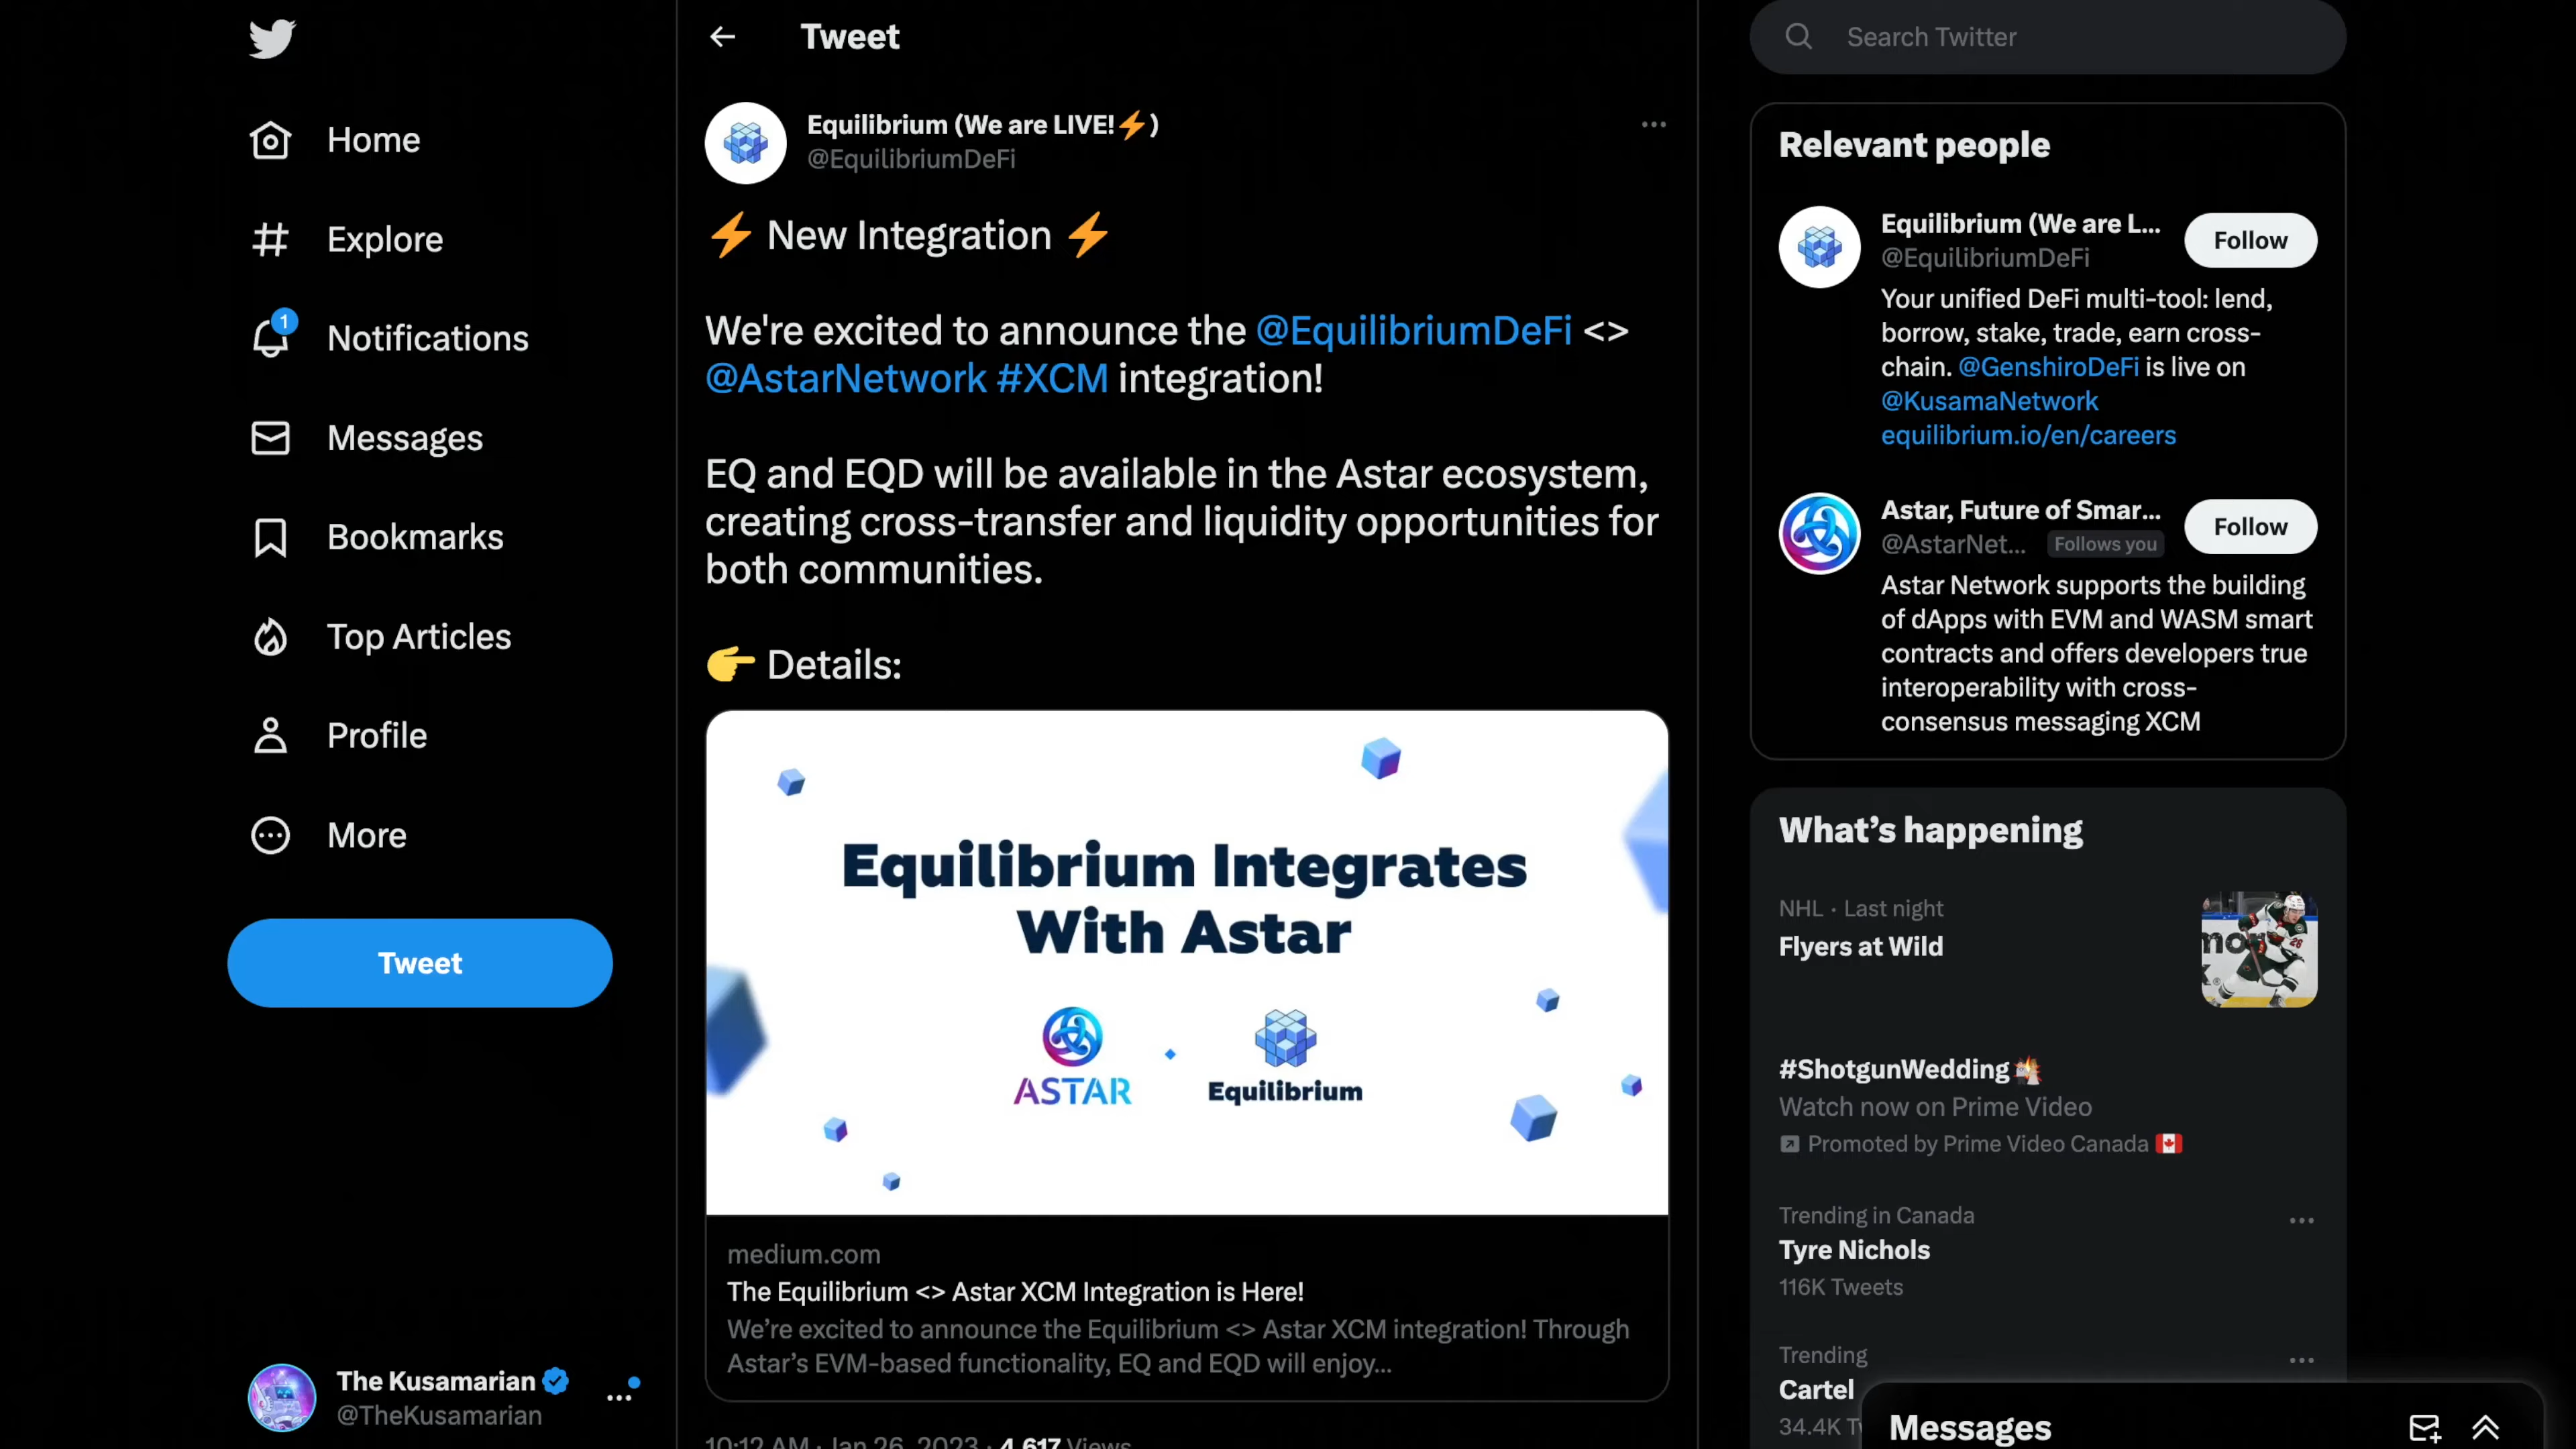 Home
Explore
1
Notifications
Messages
Bookmarks
Top Articles
Profile
More
Tweet
The Kusamarian
@TheKusamarian
Tweet
Equilibrium (We are LIVE!⚡)
@EquilibriumDeFi
⚡ New Integration ⚡
We're excited to announce the @EquilibriumDeFi <>
@AstarNetwork #XCM integration!
EQ and EQD will be available in the Astar ecosystem,
creating cross-transfer and liquidity opportunities for
both communities.
👉 Details:
Equilibrium Integrates
With Astar
ASTAR
Equilibrium
medium.com
The Equilibrium <> Astar XCM Integration is Here!
We're excited to announce the Equilibrium <> Astar XCM integration! Through
Astar's EVM-based functionality, EQ and EQD will enjoy...
10:12 AM · Jan 26, 2023 · 4,617 Views
Search Twitter
Relevant people
Equilibrium (We are L...
@EquilibriumDeFi
Follow
Your unified DeFi multi-tool: lend,
borrow, stake, trade, earn cross-
chain. @GenshiroDeFi is live on
@KusamaNetwork
equilibrium.io/en/careers
Astar, Future of Smar...
@AstarNet... Follows you
Follow
Astar Network supports the building
of dApps with EVM and WASM smart
contracts and offers developers true
interoperability with cross-
consensus messaging XCM
What's happening
NHL · Last night
Flyers at Wild
#ShotgunWedding
Watch now on Prime Video
Promoted by Prime Video Canada 🇨🇦
Trending in Canada
Tyre Nichols
116K Tweets
Trending
Cartel
34.4K
Messages